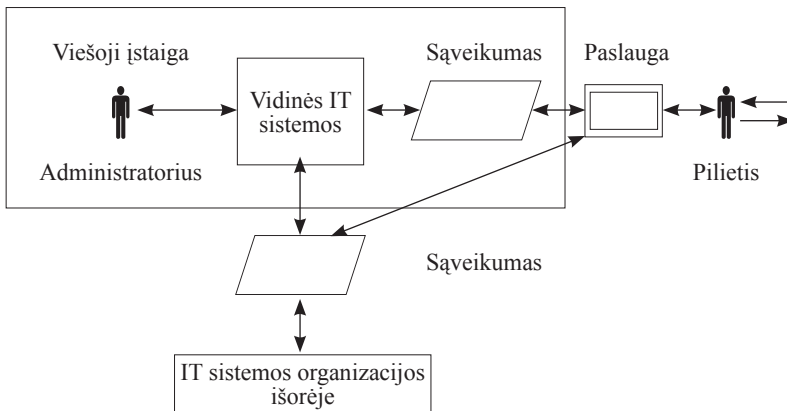 Viešoji įstaiga
Sąveikumas
Paslauga
Vidinės IT
sistemos
Administratorius
Pilietis
Sąveikumas
IT sistemos organizacijos
išorėje